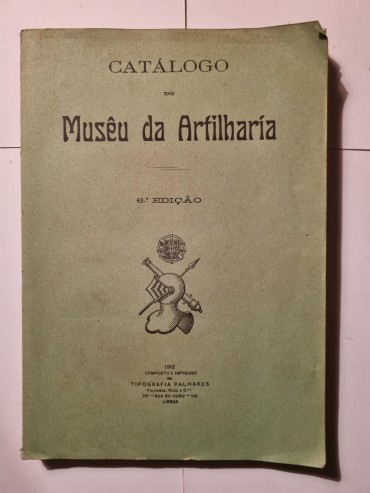 CATÁLOGO
DO
Musêu da Artilharía
6.ª EDIÇÃO
1912
COMPOSTO E IMPRESSO
NA
TIPOGRAFIA PALHARES
LISBOA